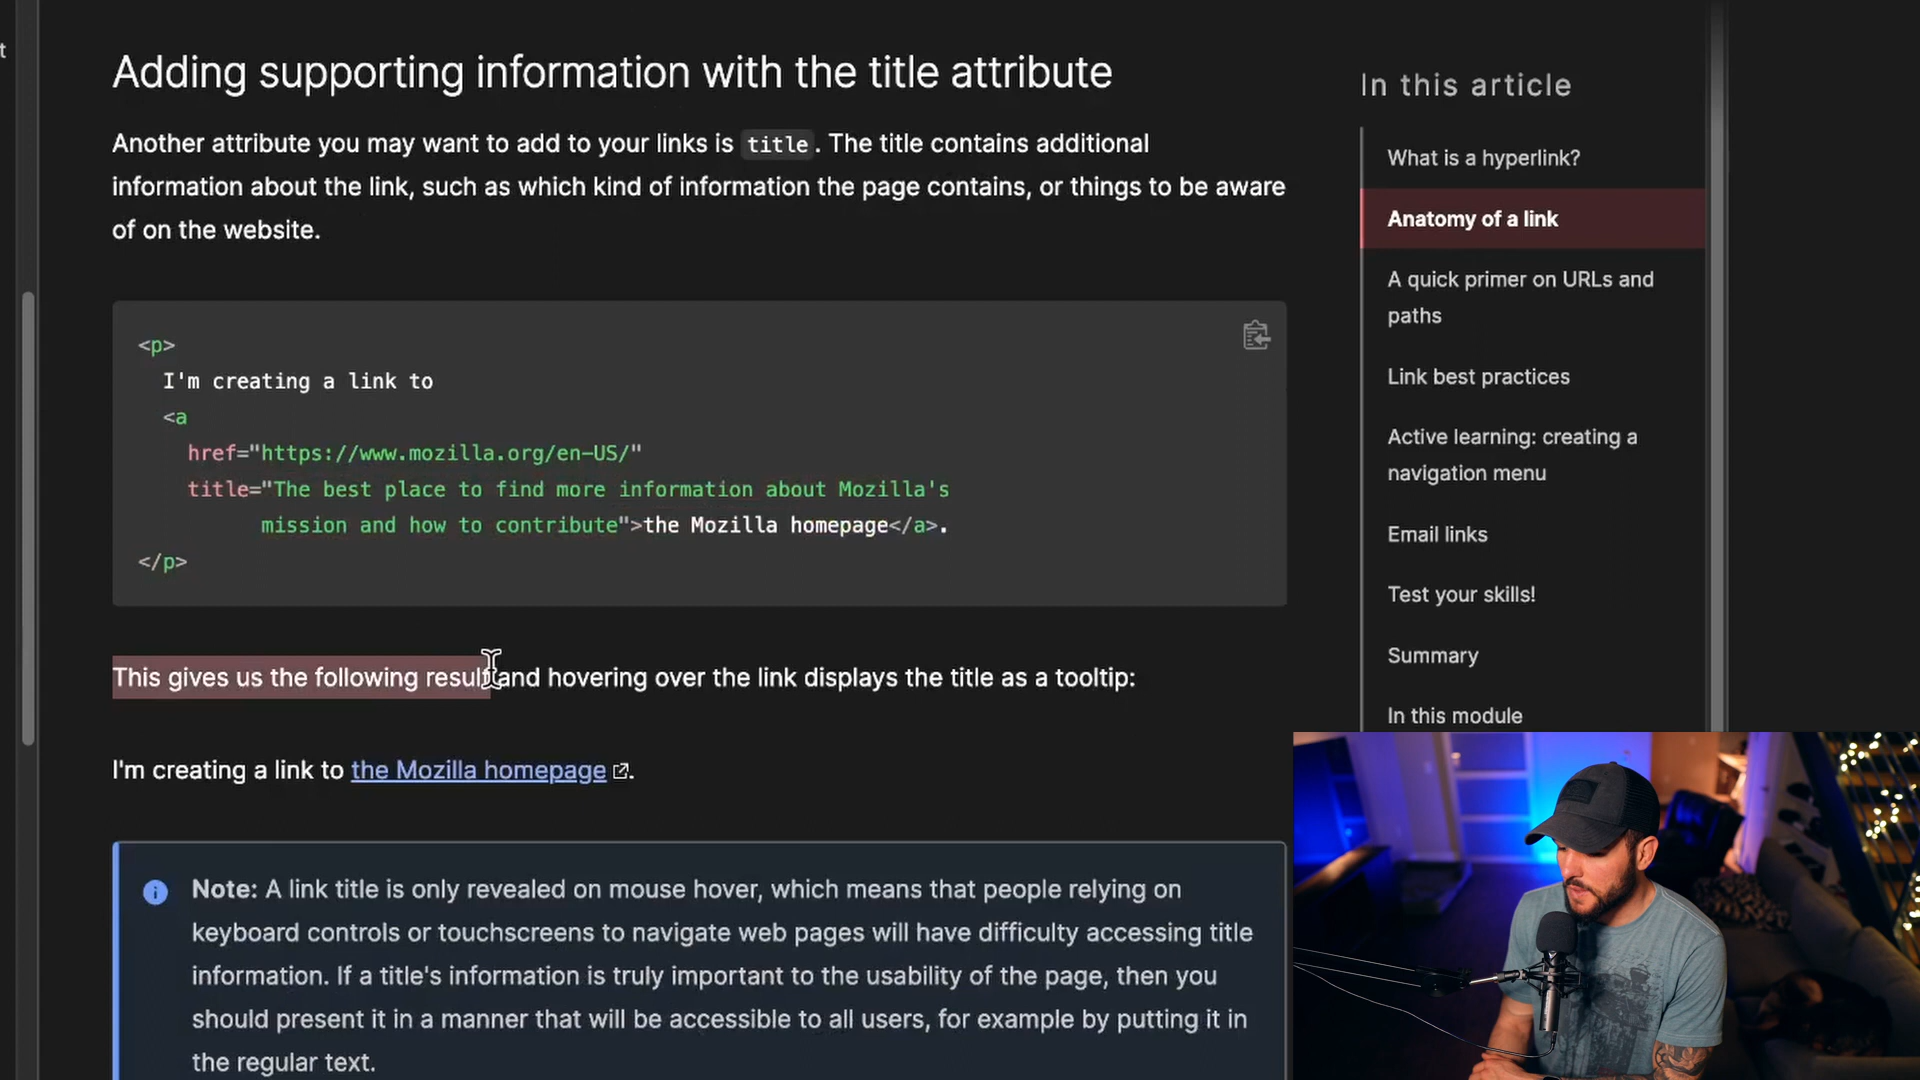 t
Adding supporting information with the title attribute
Another attribute you may want to add to your links is title. The title contains additional
information about the link, such as which kind of information the page contains, or things to be aware
of on the website.
<p>
I'm creating a link to
<a
href="https://www.mozilla.org/en-US/"
title="The best place to find more information about Mozilla's
mission and how to contribute">the Mozilla homepage</a>.
</p>
This gives us the following result and hovering over the link displays the title as a tooltip:
I'm creating a link to the Mozilla homepage.
Note: A link title is only revealed on mouse hover, which means that people relying on
keyboard controls or touchscreens to navigate web pages will have difficulty accessing title
information. If a title's information is truly important to the usability of the page, then you
should present it in a manner that will be accessible to all users, for example by putting it in
the regular text.
In this article
What is a hyperlink?
Anatomy of a link
A quick primer on URLs and
paths
Link best practices
Active learning: creating a
navigation menu
Email links
Test your skills!
Summary
In this module